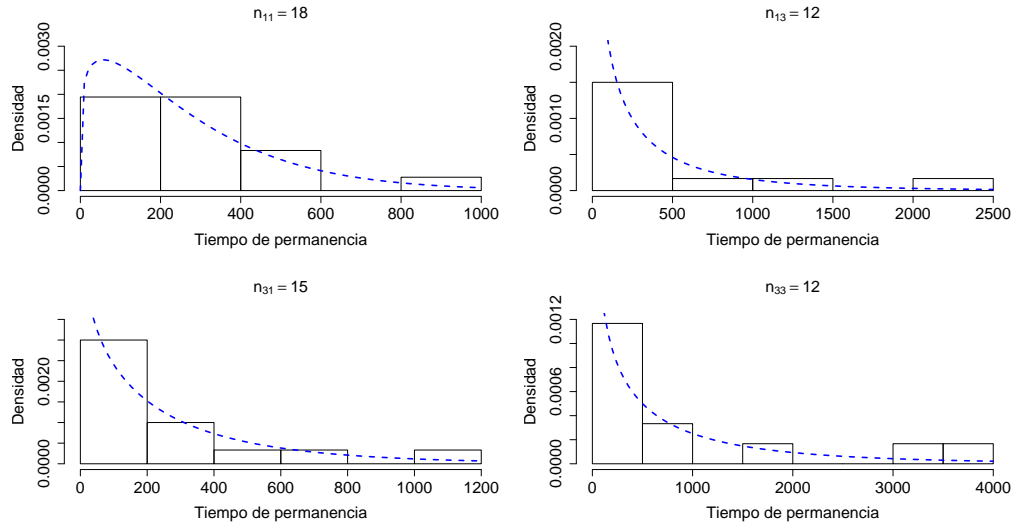 n₁₁ = 18
Densidad
0.0000 0.0015 0.0030
0 200 400 600 800 1000
Tiempo de permanencia
n₁₃ = 12
Densidad
0.0000 0.0010 0.0020
0 500 1000 1500 2000 2500
Tiempo de permanencia
n₃₁ = 15
Densidad
0.0000 0.0020
0 200 400 600 800 1000 1200
Tiempo de permanencia
n₃₃ = 12
Densidad
0.0000 0.0006 0.0012
0 1000 2000 3000 4000
Tiempo de permanencia